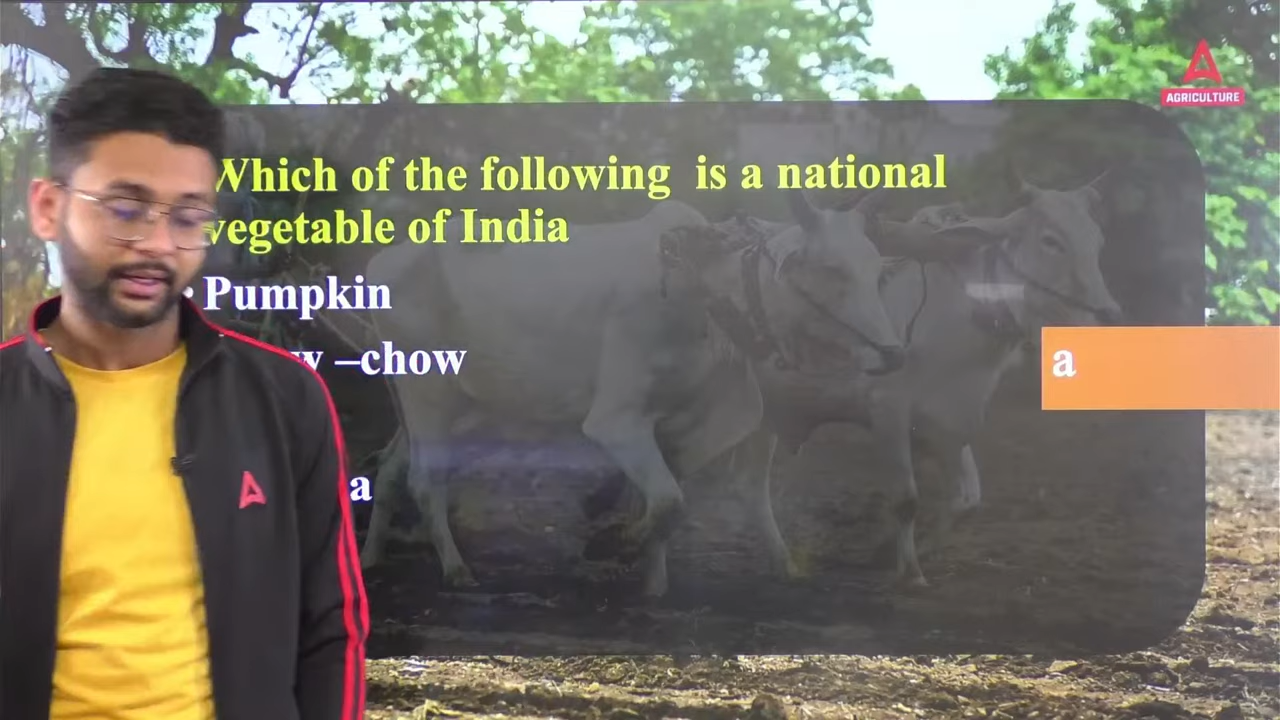 Which of the following is a national
vegetable of India
Pumpkin
–chow
a
a
AGRICULTURE